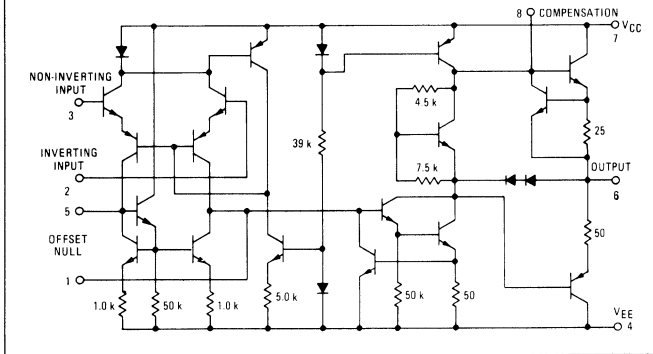 8 COMPENSATION
VCC
7
NON-INVERTING
INPUT
3
4.5 k
25
39 k
INVERTING
INPUT
2
7.5 k
OUTPUT
6
5
OFFSET
NULL
50
1
1.0 k
50 k
1.0 k
5.0 k
50 k
50
VEE
4